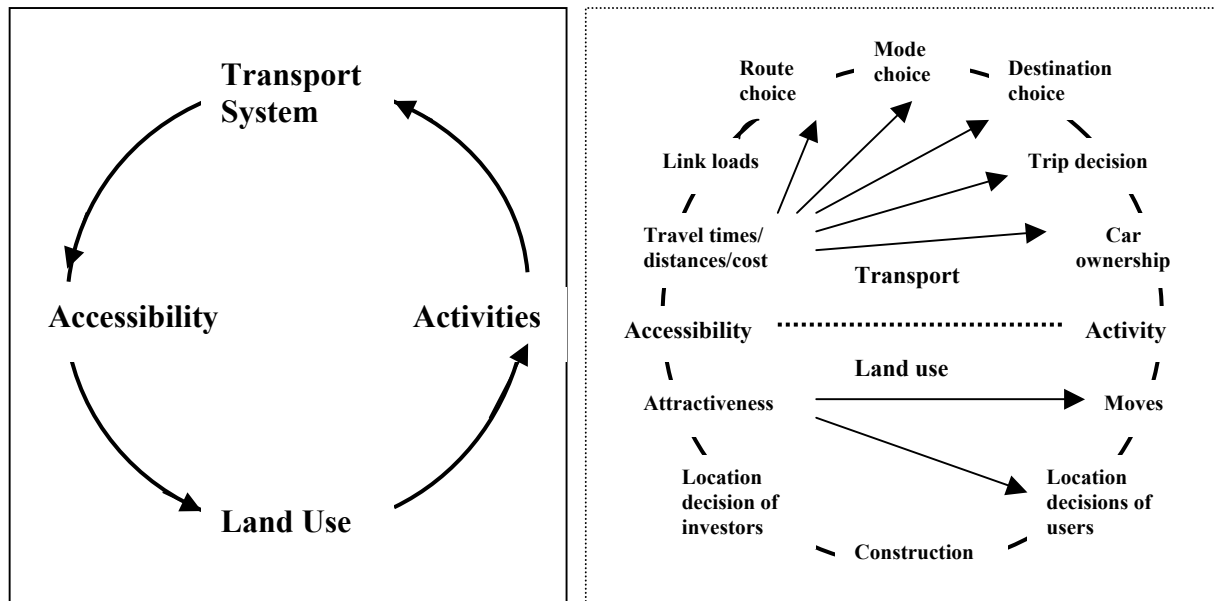 Transport
System
Accessibility
Activities
Land Use
Mode
choice
Route
choice
Destination
choice
Link loads
Trip decision
Travel times/
distances/cost
Car
ownership
Transport
Accessibility
Activity
Land use
Attractiveness
Moves
Location
decision of
investors
Location
decisions of
users
Construction